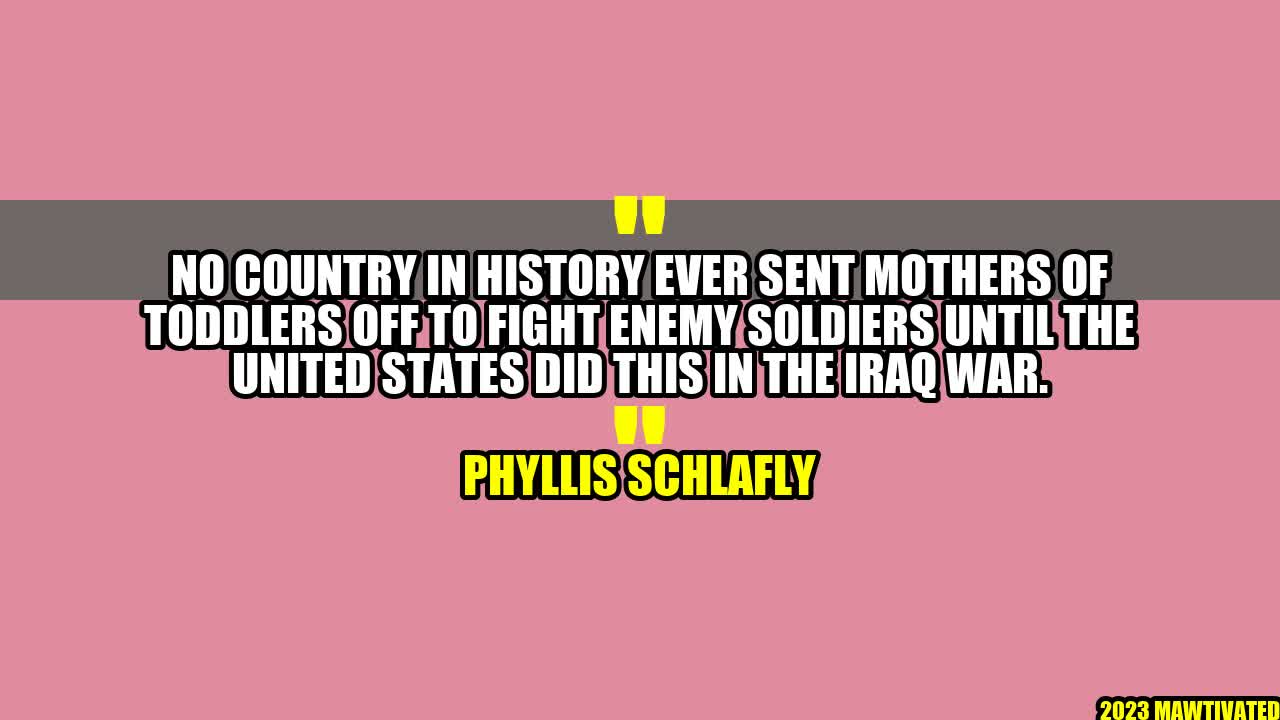 "
NO COUNTRY IN HISTORY EVER SENT MOTHERS OF
TODDLERS OFF TO FIGHT ENEMY SOLDIERS UNTIL THE
UNITED STATES DID THIS IN THE IRAQ WAR.
"
PHYLLIS SCHLAFLY
2023 MAWTIVATED